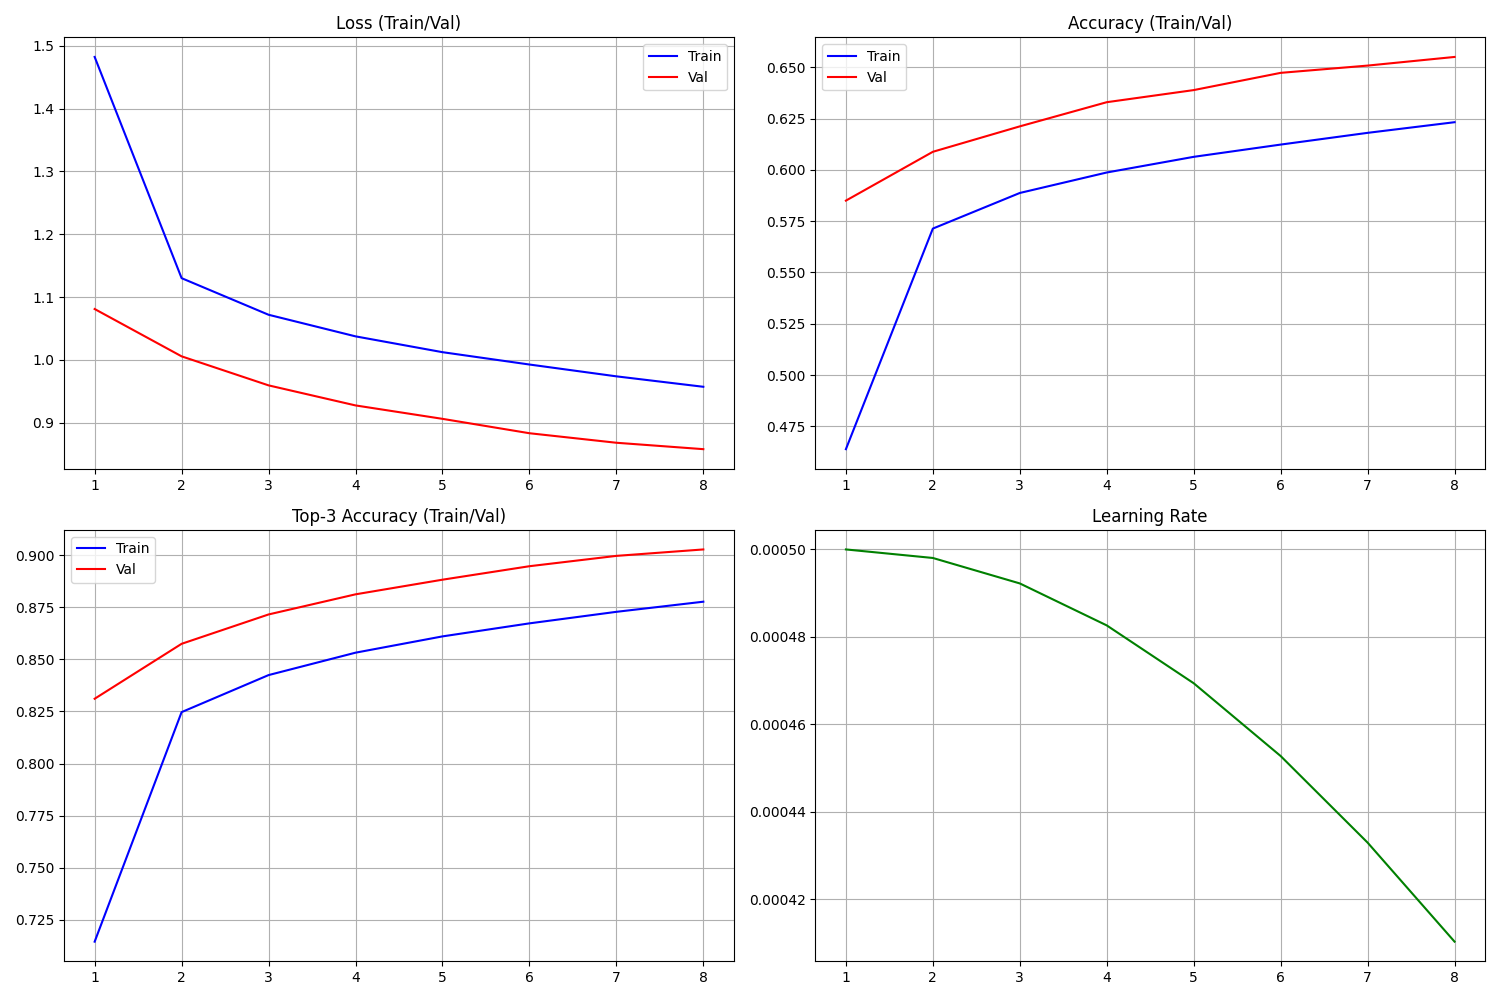 Loss (Train/Val)
Train
Val
1.5
1.4
1.3
1.2
1.1
1.0
0.9
1 2 3 4 5 6 7 8
Accuracy (Train/Val)
Train
Val
0.650
0.625
0.600
0.575
0.550
0.525
0.500
0.475
1 2 3 4 5 6 7 8
Top-3 Accuracy (Train/Val)
Train
Val
0.900
0.875
0.850
0.825
0.800
0.775
0.750
0.725
1 2 3 4 5 6 7 8
Learning Rate
0.00050
0.00048
0.00046
0.00044
0.00042
1 2 3 4 5 6 7 8